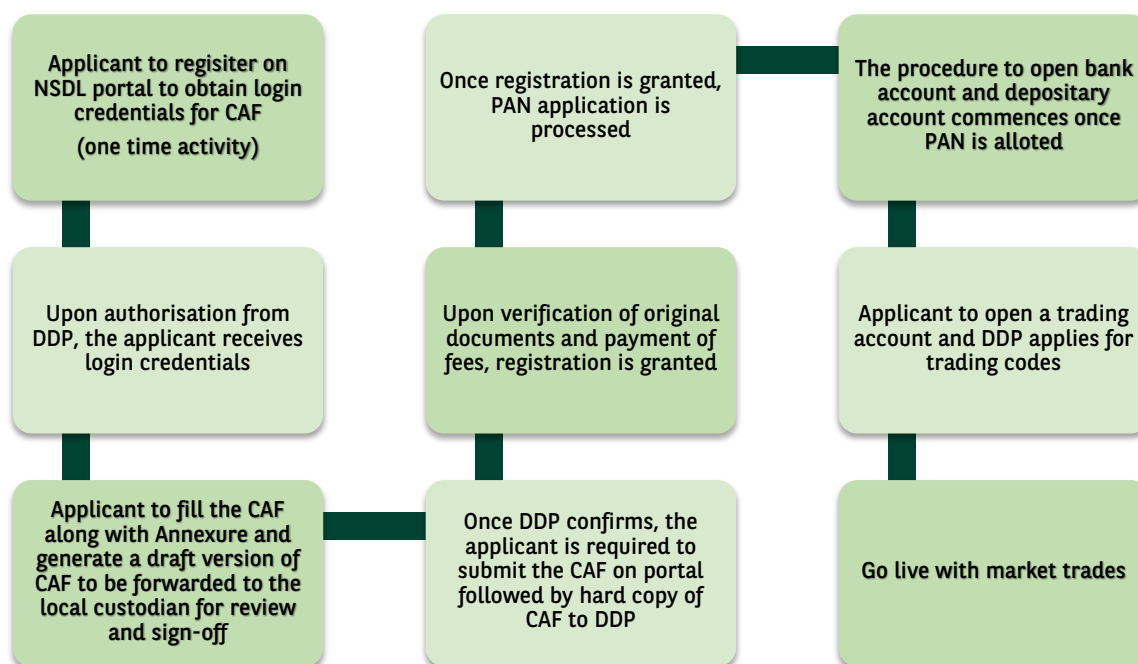 Applicant to regisiter on
NSDL portal to obtain login
credentials for CAF
(one time activity)
Upon authorisation from
DDP, the applicant receives
login credentials
Applicant to fill the CAF
along with Annexure and
generate a draft version of
CAF to be forwarded to the
local custodian for review
and sign-off
Once DDP confirms, the
applicant is required to
submit the CAF on portal
followed by hard copy of
CAF to DDP
Upon verification of original
documents and payment of
fees, registration is granted
Once registration is granted,
PAN application is
processed
The procedure to open bank
account and depositary
account commences once
PAN is alloted
Applicant to open a trading
account and DDP applies for
trading codes
Go live with market trades